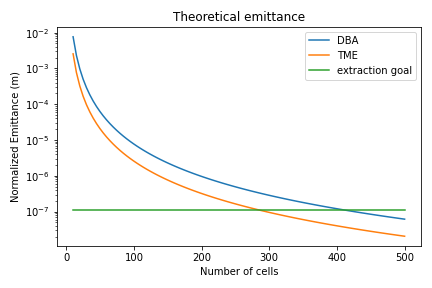 Theoretical emittance
Normalized Emittance (m)
10⁻²
10⁻³
10⁻⁴
10⁻⁵
10⁻⁶
10⁻⁷
DBA
TME
extraction goal
0 100 200 300 400 500
Number of cells